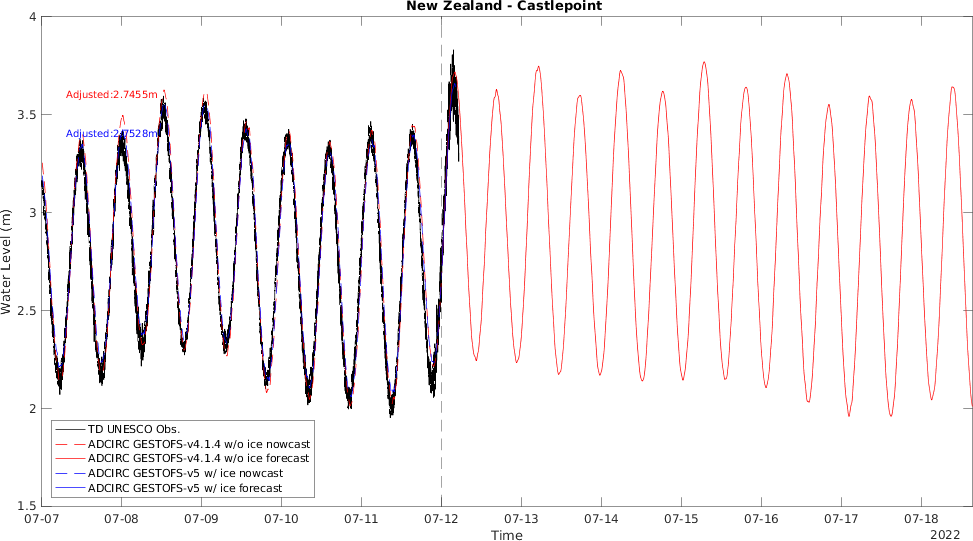 New Zealand - Castlepoint
Water Level (m)
4
3.5
3
2.5
2
1.5
Adjusted:2.7455m
Adjusted:2.7528m
TD UNESCO Obs.
ADCIRC GESTOFS-v4.1.4 w/o ice nowcast
ADCIRC GESTOFS-v4.1.4 w/o ice forecast
ADCIRC GESTOFS-v5 w/ ice nowcast
ADCIRC GESTOFS-v5 w/ ice forecast
07-07 07-08 07-09 07-10 07-11 07-12 07-13 07-14 07-15 07-16 07-17 07-18
Time
2022